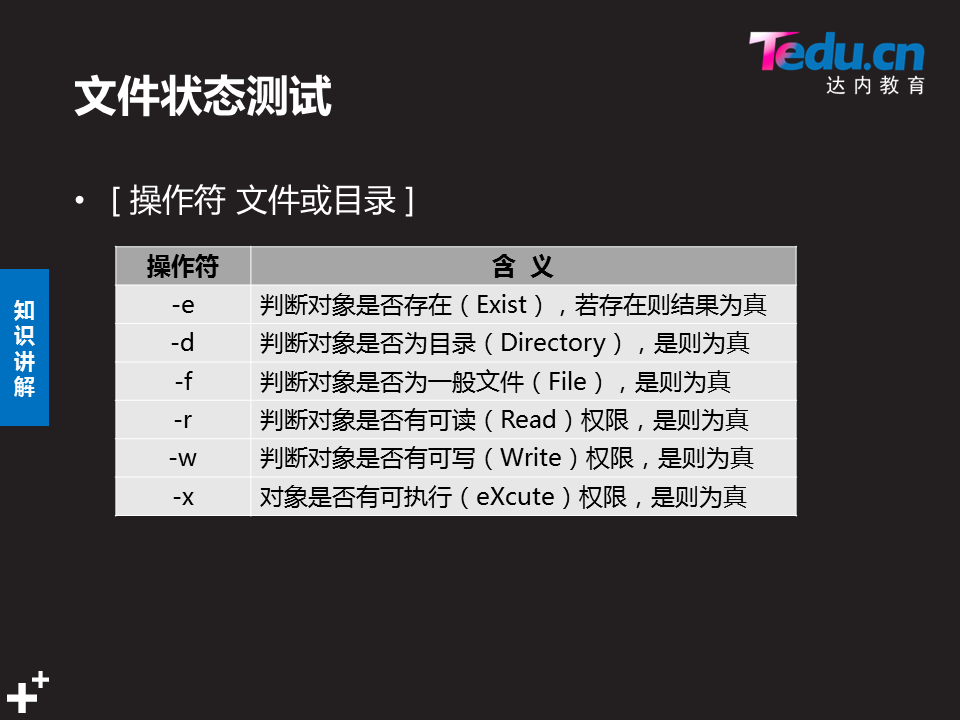 Tedu.cn
达内教育
文件状态测试
• [ 操作符 文件或目录 ]
知识讲解
操作符 含 义
-e 判断对象是否存在（Exist），若存在则结果为真
-d 判断对象是否为目录（Directory），是则为真
-f 判断对象是否为一般文件（File），是则为真
-r 判断对象是否有可读（Read）权限，是则为真
-w 判断对象是否有可写（Write）权限，是则为真
-x 对象是否有可执行（eXcute）权限，是则为真